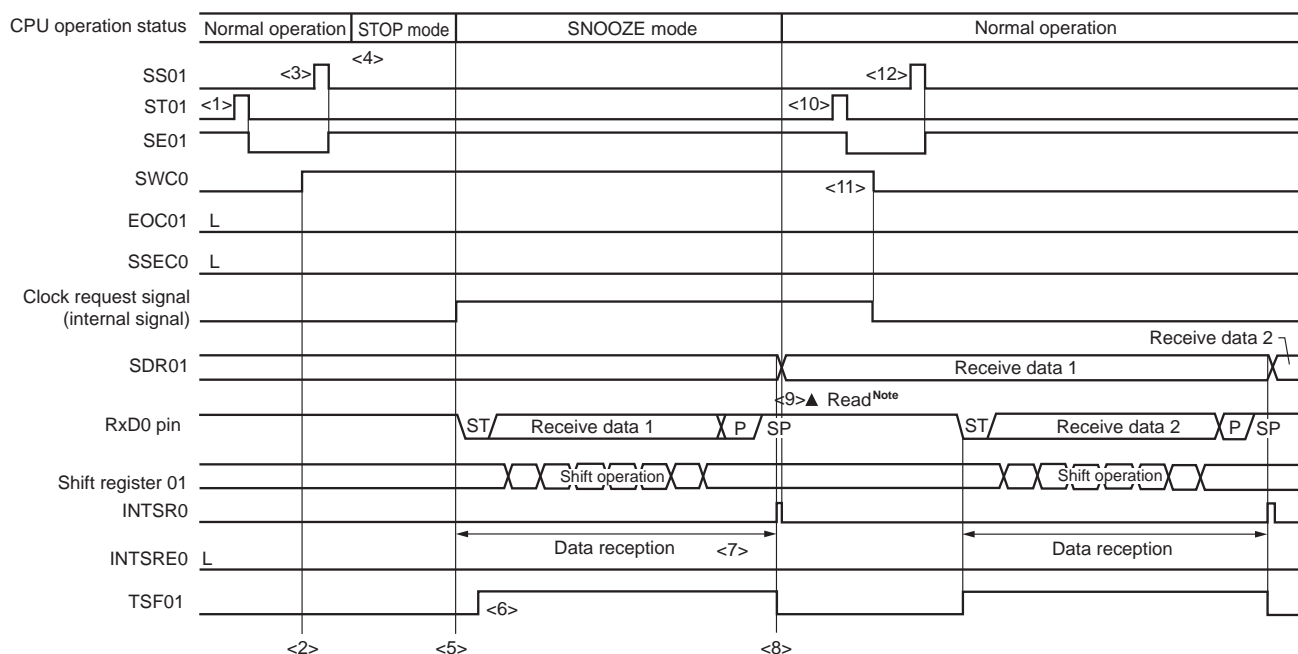 CPU operation status Normal operation STOP mode SNOOZE mode Normal operation
<4>
SS01 <3> <12>
ST01 <1> <10>
SE01
SWC0 <11>
EOC01 L
SSEC0 L
Clock request signal
(internal signal)
Receive data 2
SDR01 Receive data 1
<9>▲ Read Note
RxD0 pin ST Receive data 1 P SP ST Receive data 2 P SP
Shift register 01 Shift operation Shift operation
INTSR0
Data reception <7> Data reception
INTSRE0 L
TSF01 <6>
<2> <5> <8>